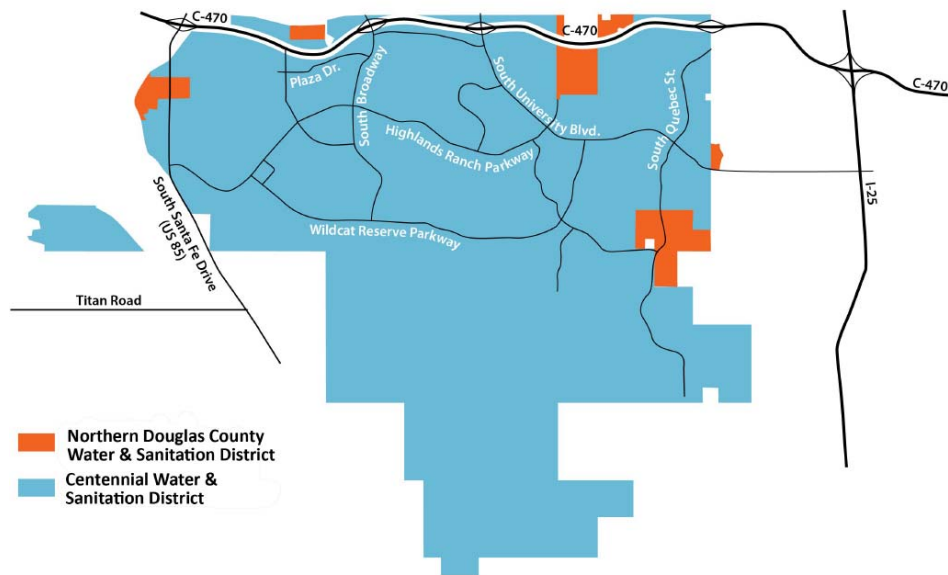 C-470
C-470
C-470
Plaza Dr.
South Broadway
South University Blvd.
South Quebec St.
Highlands Ranch Parkway
I-25
South Santa Fe Drive
(US 85)
Wildcat Reserve Parkway
Titan Road
Northern Douglas County
Water & Sanitation District
Centennial Water &
Sanitation District